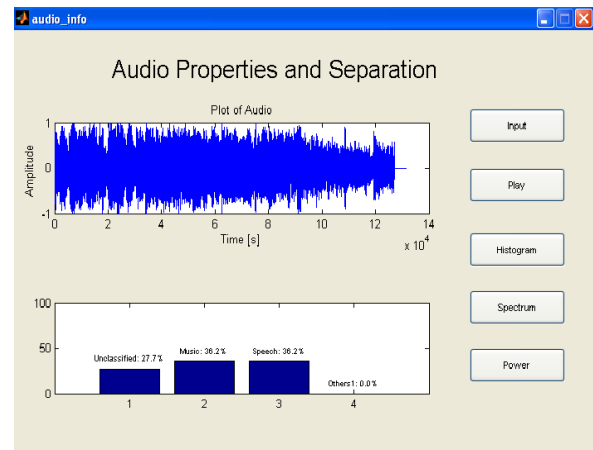 audio_info
Audio Properties and Separation
Plot of Audio
1
0
-1
Amplitude
0 2 4 6 8 10 12 14
Time [s]
x 10^4
Input
Play
Histogram
Spectrum
Power
100
50
0
Unclassified: 27.7%
Music: 36.2%
Speech: 36.2%
Others1: 0.0%
1 2 3 4